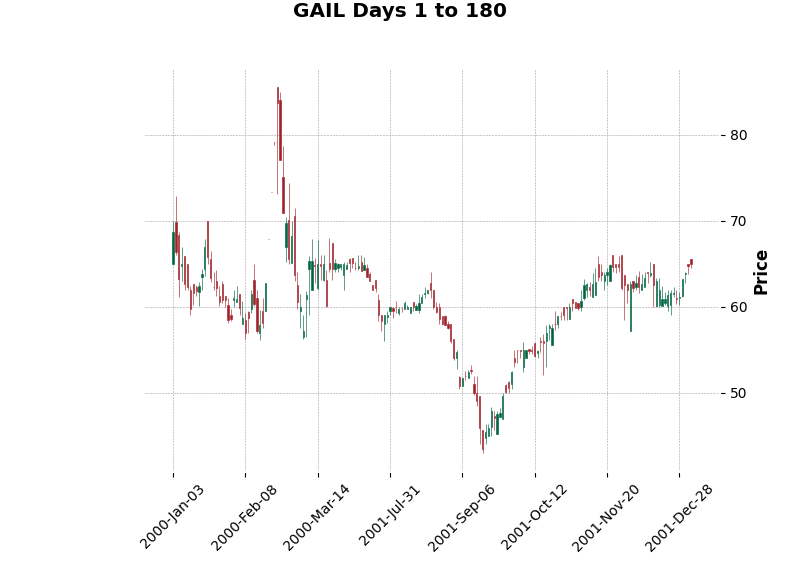 GAIL Days 1 to 180
80
70
60
50
Price
2000-Jan-03
2000-Feb-08
2000-Mar-14
2001-Jul-31
2001-Sep-06
2001-Oct-12
2001-Nov-20
2001-Dec-28